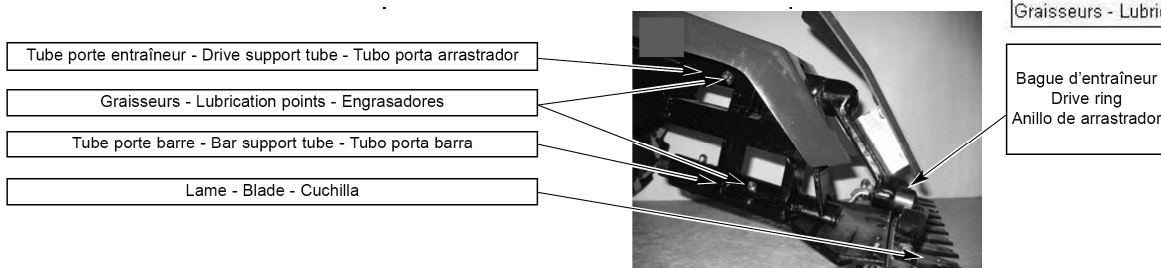 Graisseurs - Lubri
Tube porte entraîneur - Drive support tube - Tubo porta arrastrador
Graisseurs - Lubrication points - Engrasadores
Tube porte barre - Bar support tube - Tubo porta barra
Lame - Blade - Cuchilla
Bague d’entraîneur
Drive ring
Anillo de arrastrador